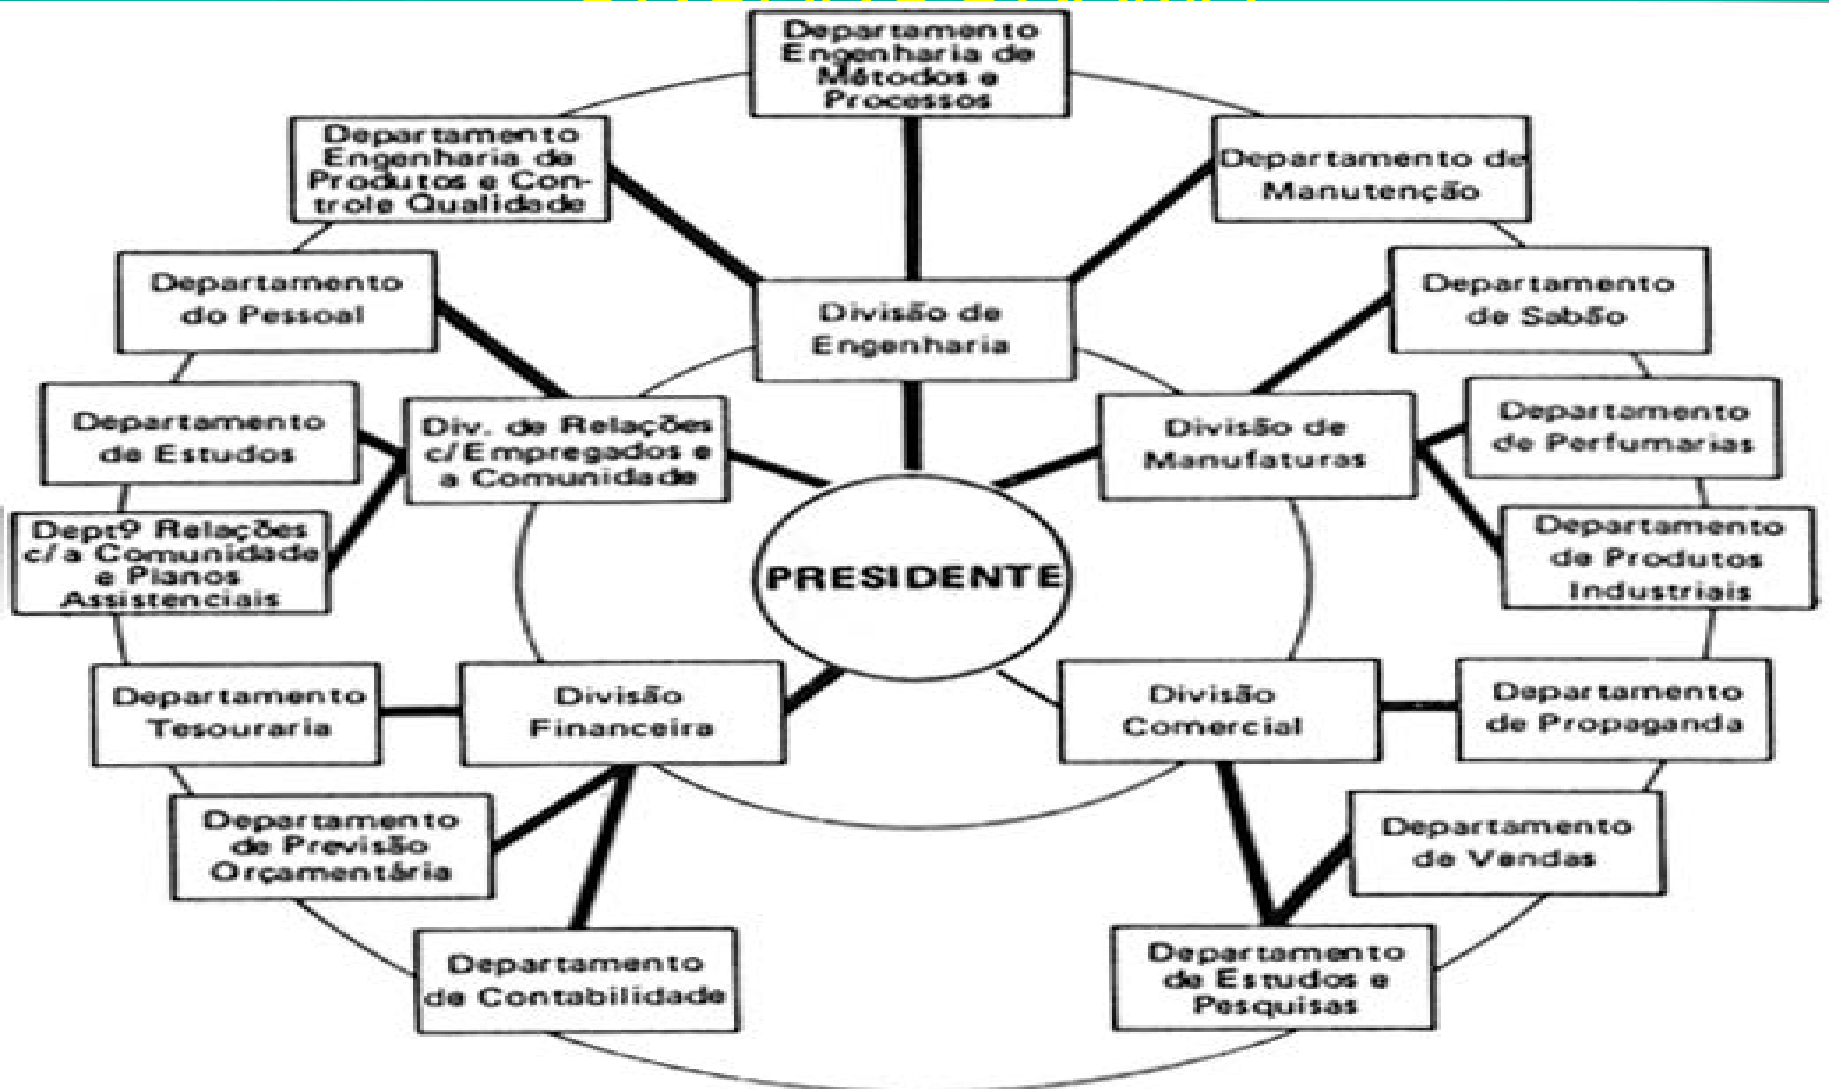 Departamento
Engenharia de
Métodos e
Processos
Departamento
Engenharia de
Produtos e Con-
trole Qualidade
Departamento de
Manutenção
Departamento
do Pessoal
Divisão de
Engenharia
Departamento
de Sabão
Departamento
de Estudos
Div. de Relações
c/Empregados e
a Comunidade
Divisão de
Manufaturas
Departamento
de Perfumarias
Deptº Relações
c/a Comunidade
e Planos
Assistenciais
PRESIDENTE
Departamento
de Produtos
Industriais
Departamento
Tesouraria
Divisão
Financeira
Divisão
Comercial
Departamento
de Propaganda
Departamento
de Previsão
Orçamentária
Departamento
de Vendas
Departamento
de Contabilidade
Departamento
de Estudos e
Pesquisas